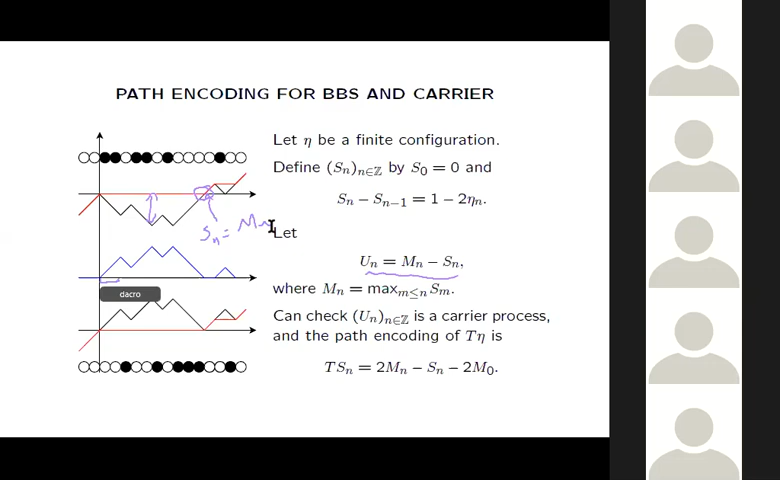 PATH ENCODING FOR BBS AND CARRIER
Let η be a finite configuration.
Define (Sₙ)ₙ∈ℤ by S₀ = 0 and
Sₙ − Sₙ₋₁ = 1 − 2ηₙ.
Sₙ = Mₙ
Let
Uₙ = Mₙ − Sₙ,
where Mₙ = maxₘ≤ₙ Sₘ.
dacro
Can check (Uₙ)ₙ∈ℤ is a carrier process,
and the path encoding of Tη is
TSₙ = 2Mₙ − Sₙ − 2M₀.